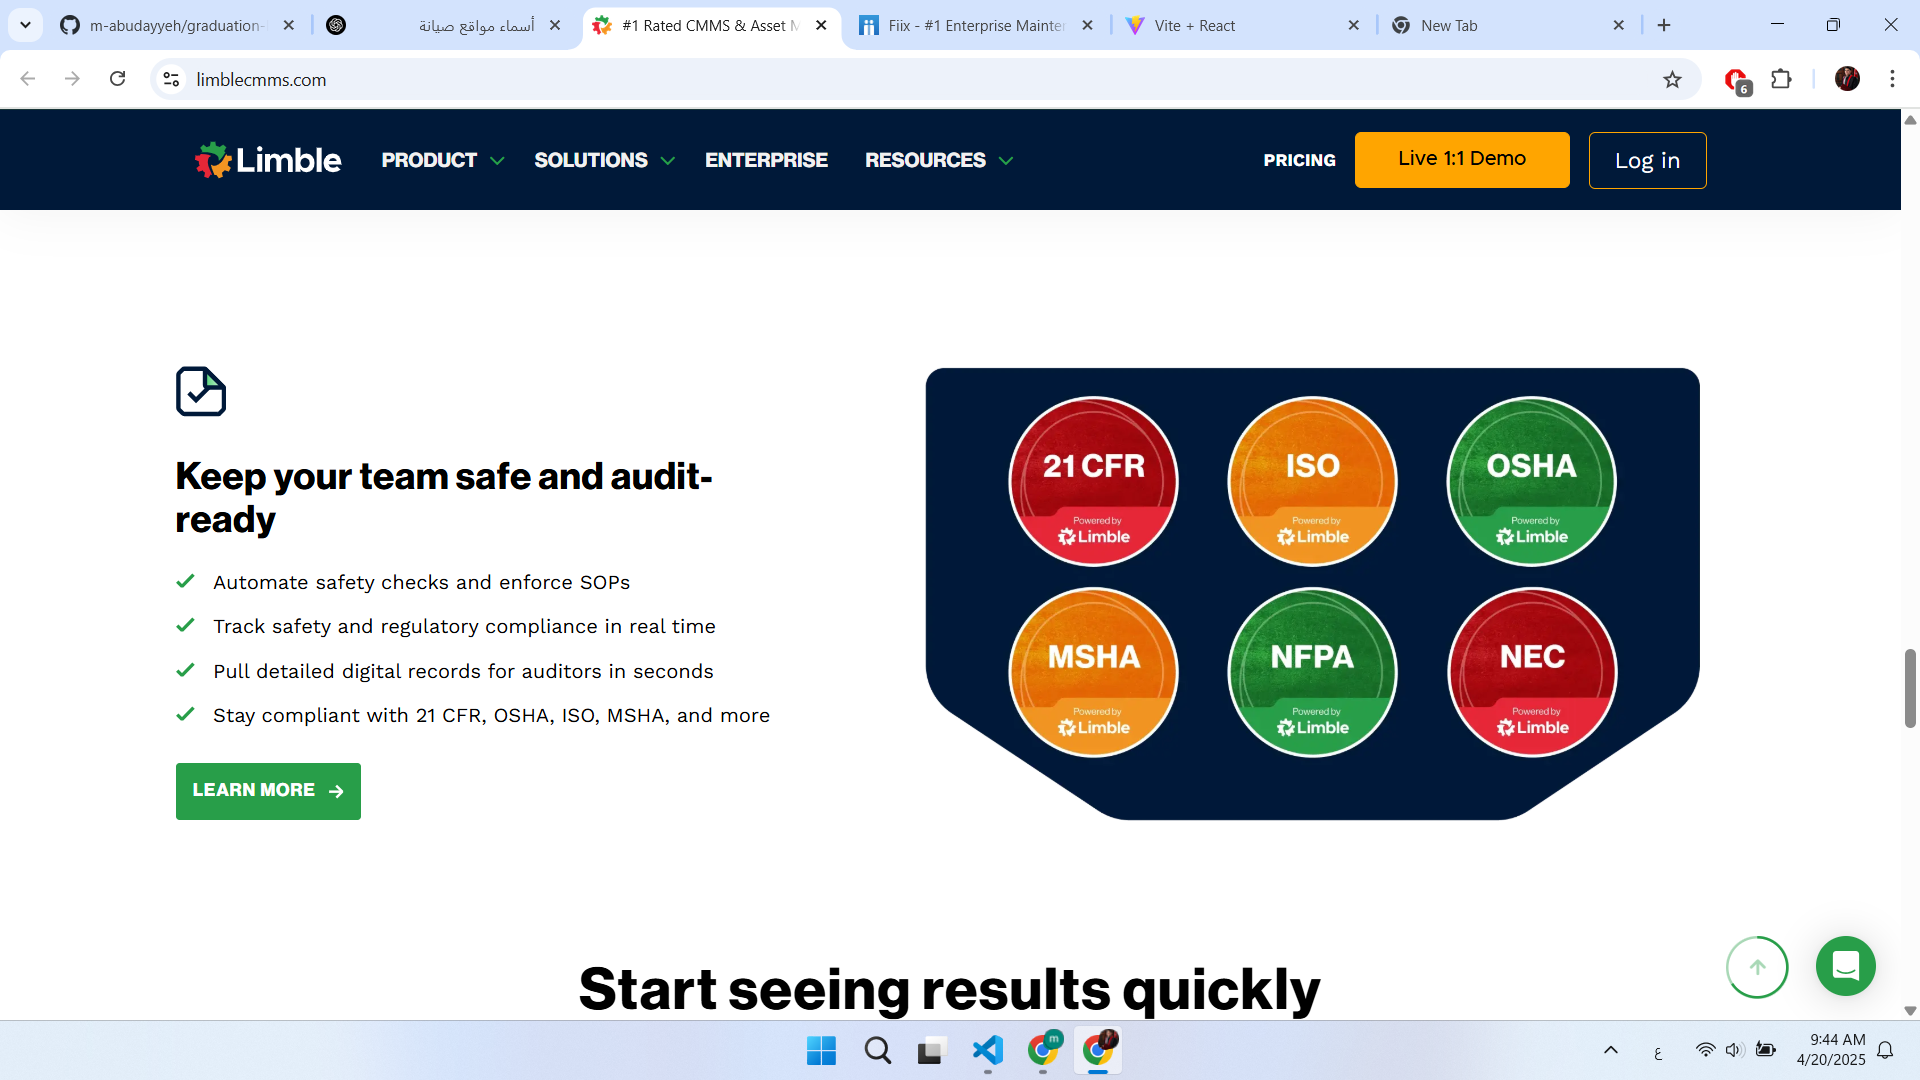 m-abudayyeh/graduation-
أسماء مواقع صيانة
#1 Rated CMMS & Asset M
Fiix - #1 Enterprise Mainten
Vite + React
New Tab
limblecmms.com
6
Limble
PRODUCT
SOLUTIONS
ENTERPRISE
RESOURCES
PRICING
Live 1:1 Demo
Log in
Keep your team safe and audit-
ready
Automate safety checks and enforce SOPs
Track safety and regulatory compliance in real time
Pull detailed digital records for auditors in seconds
Stay compliant with 21 CFR, OSHA, ISO, MSHA, and more
LEARN MORE
21 CFR
Powered by
Limble
ISO
Powered by
Limble
OSHA
Powered by
Limble
MSHA
Powered by
Limble
NFPA
Powered by
Limble
NEC
Powered by
Limble
Start seeing results quickly
m
ع
9:44 AM
4/20/2025